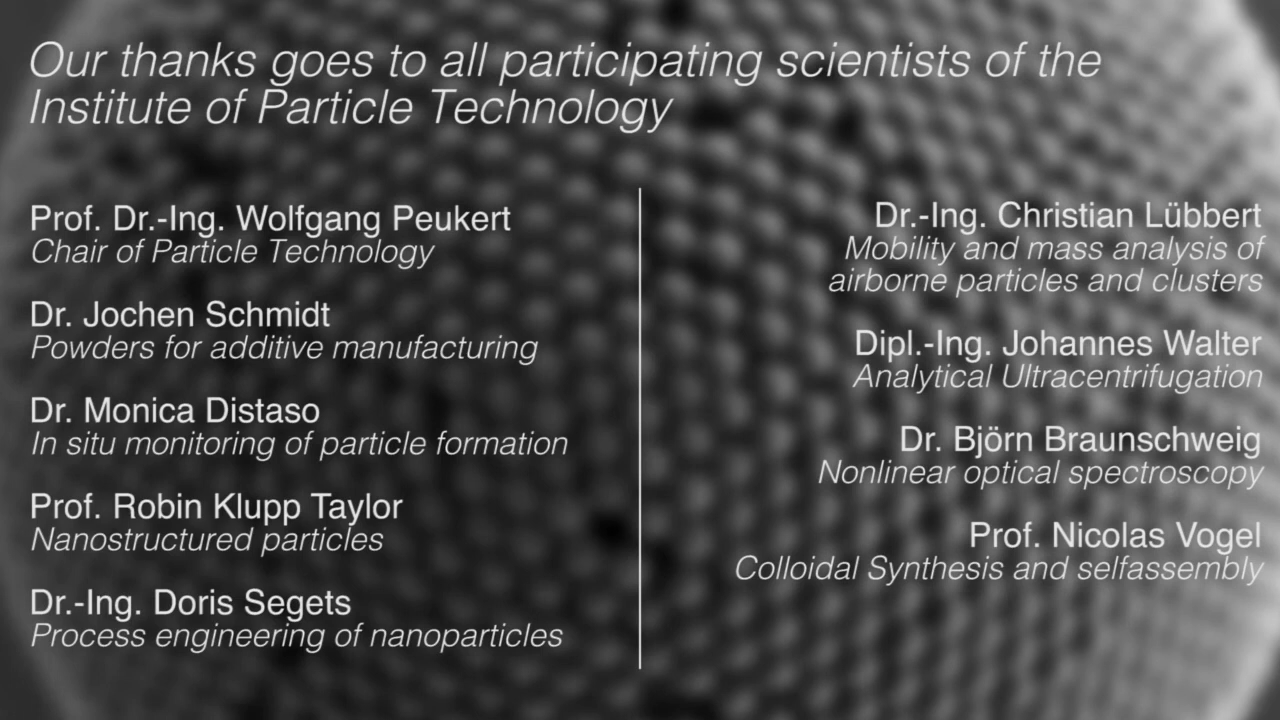 Our thanks goes to all participating scientists of the
Institute of Particle Technology
Prof. Dr.-Ing. Wolfgang Peukert
Chair of Particle Technology
Dr. Jochen Schmidt
Powders for additive manufacturing
Dr. Monica Distaso
In situ monitoring of particle formation
Prof. Robin Klupp Taylor
Nanostructured particles
Dr.-Ing. Doris Segets
Process engineering of nanoparticles
Dr.-Ing. Christian Lübbert
Mobility and mass analysis of
airborne particles and clusters
Dipl.-Ing. Johannes Walter
Analytical Ultracentrifugation
Dr. Björn Braunschweig
Nonlinear optical spectroscopy
Prof. Nicolas Vogel
Colloidal Synthesis and selfassembly